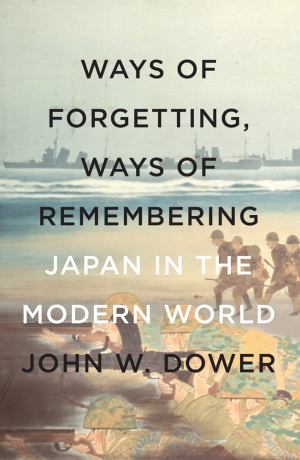 WAYS OF
FORGETTING,
WAYS OF
REMEMBERING
JAPAN IN THE
MODERN WORLD
JOHN W. DOWER